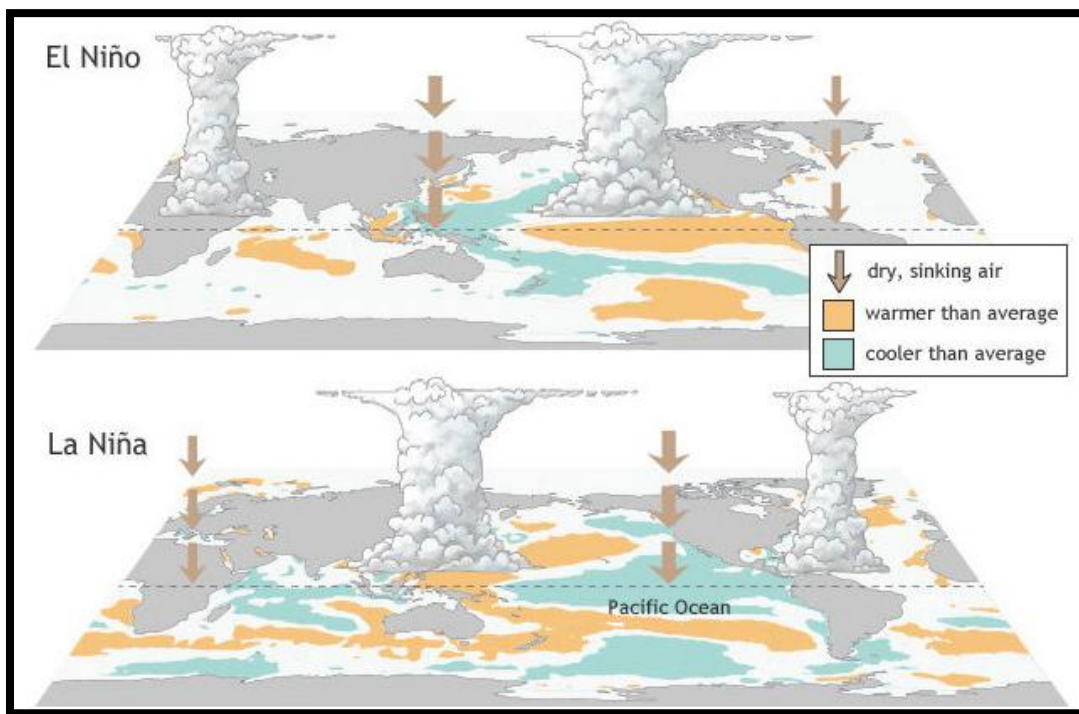 El Niño
dry, sinking air
warmer than average
cooler than average
La Niña
Pacific Ocean